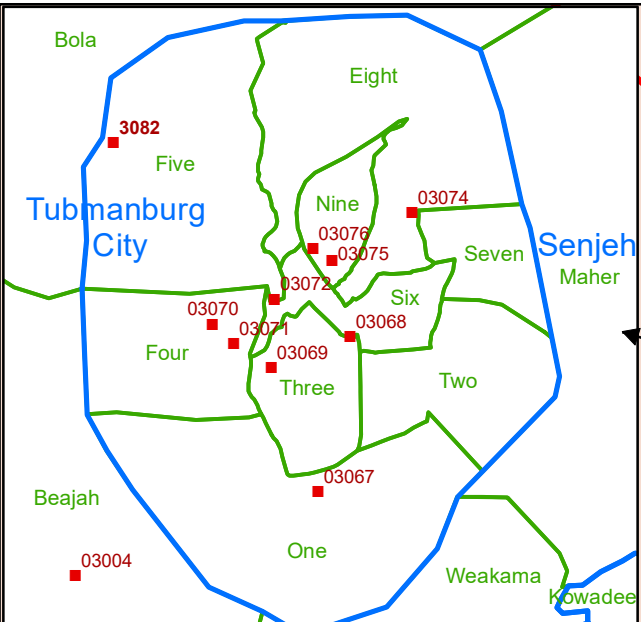 Bola
Eight
3082
Five
Nine
03074
Tubmanburg
City
03076
03075
Seven
Senjeh
Maher
03072
Six
03070
03071
03068
Four
03069
Three
Two
03067
Beajah
One
03004
Weakama
Kowadee